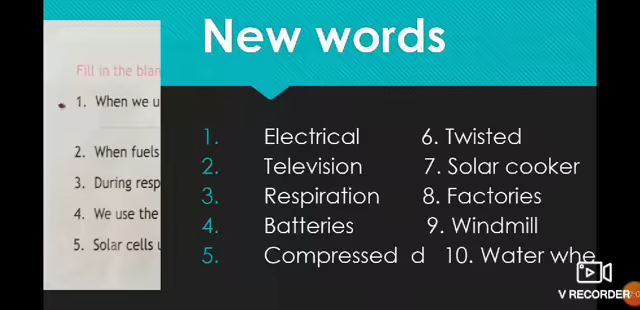 New words
Fill in the blan
1. When we u
2. When fuels
3. During resp
4. We use the
5. Solar cells u
1. Electrical 6. Twisted
2. Television 7. Solar cooker
3. Respiration 8. Factories
4. Batteries 9. Windmill
5. Compressed d 10. Water whe
V RECORDER